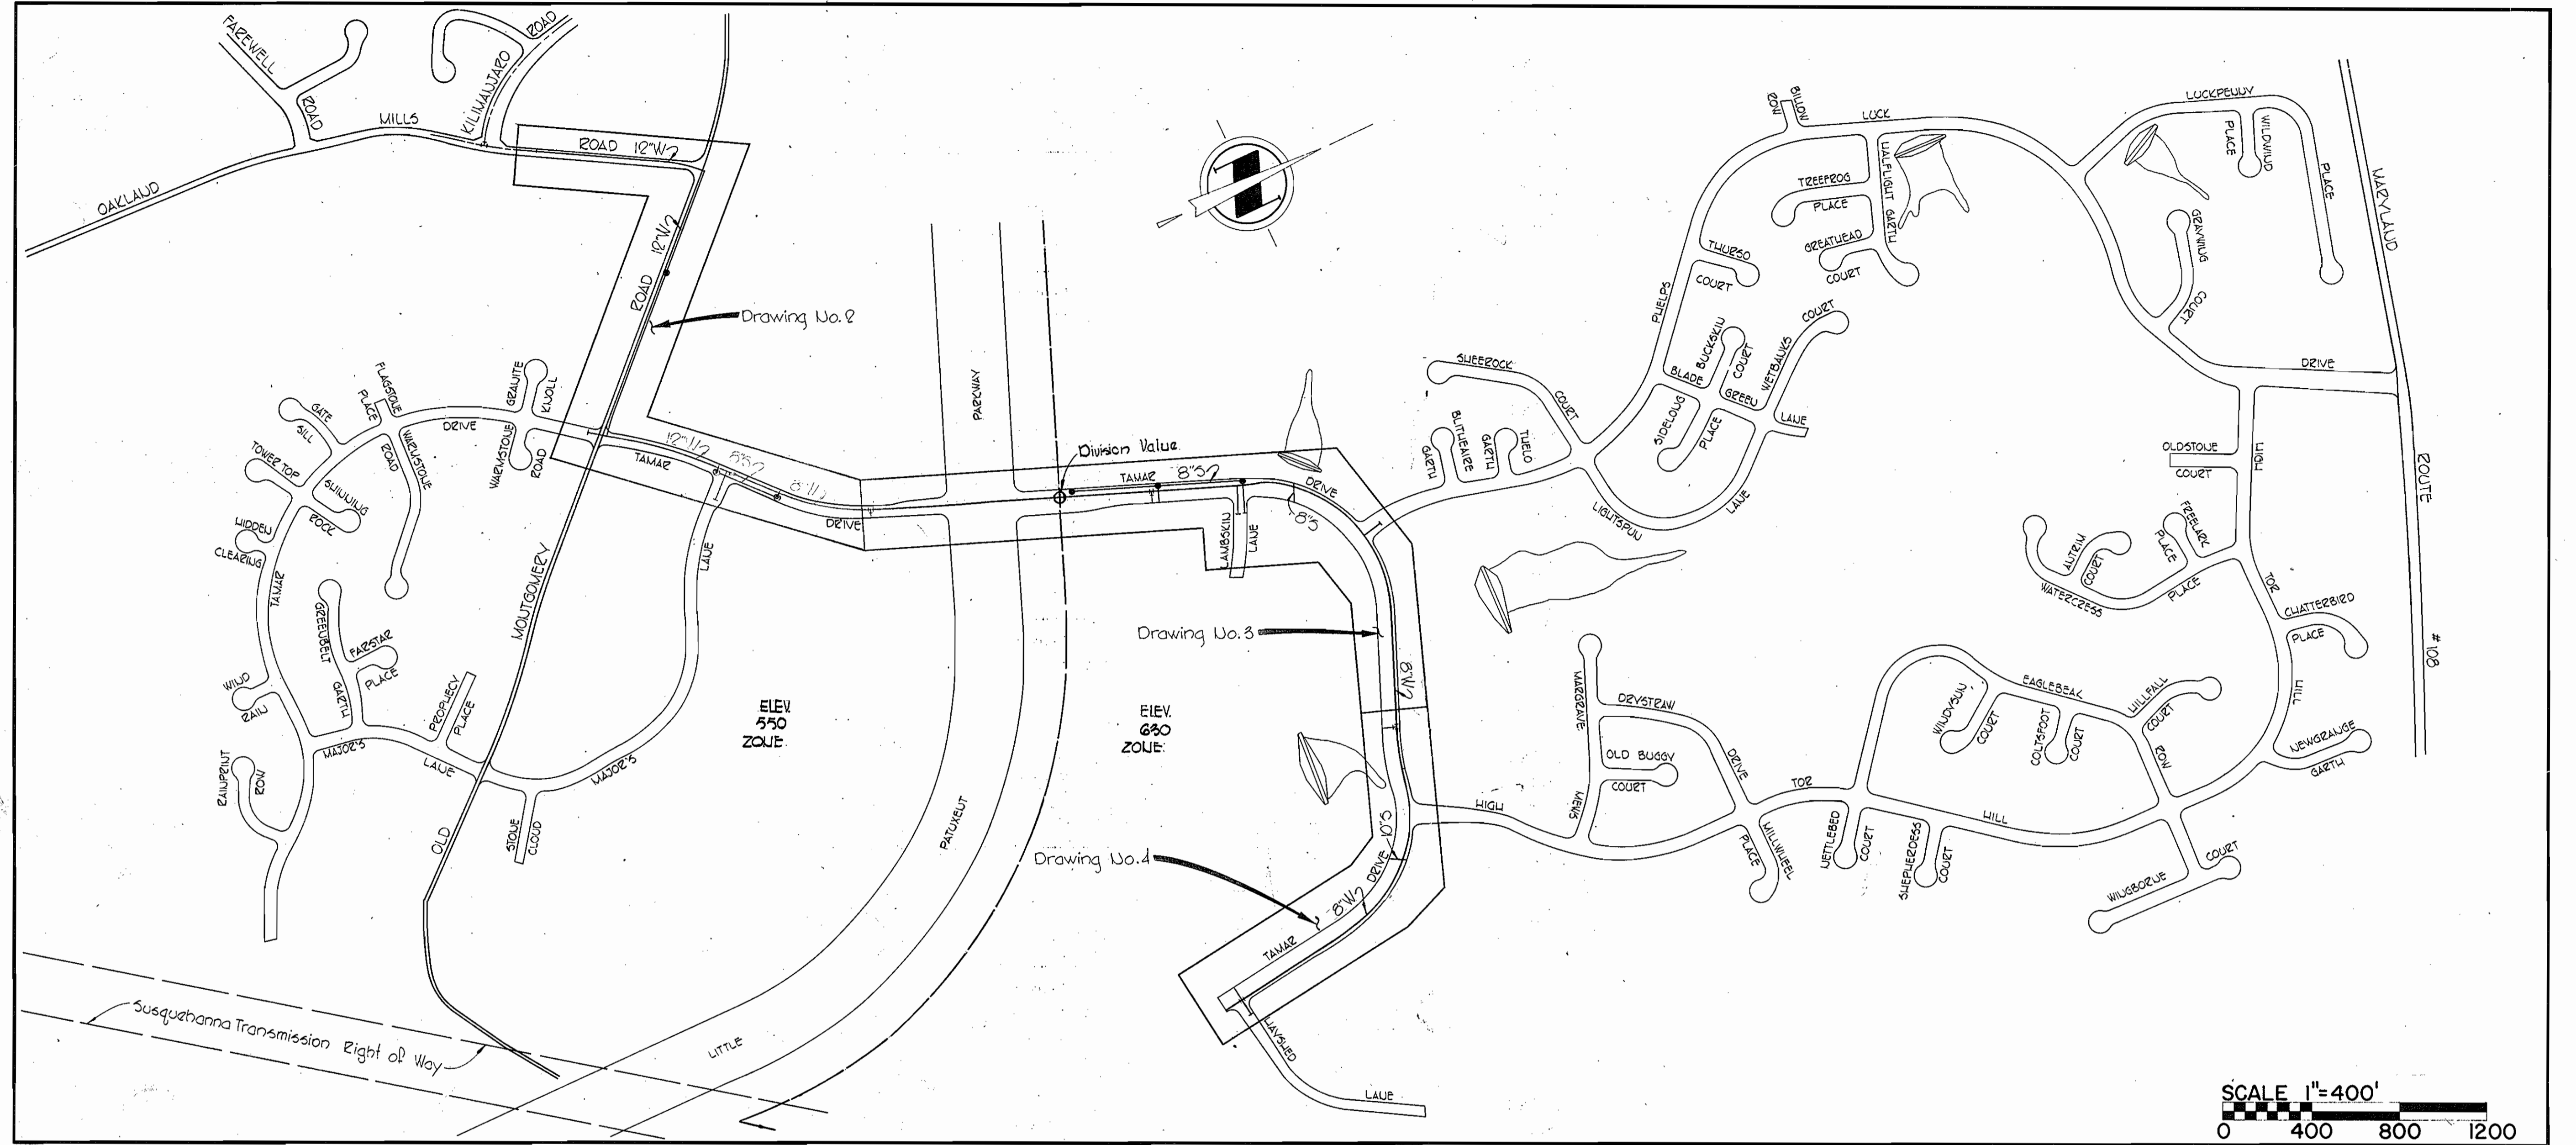 FAREWELL
ROAD
MILLS
KILIMANJARO
ROAD
OAKLAND
ROAD 12"W
12"W
ROAD
Drawing No. 2
FLAGSTONE
PLACE
GATE
SILL
TOWER TOP
SHINNING
ROCK
HIDDEN
CLEARING
WARMSTONE
ROAD
DRIVE
GRANITE
KNOLL
WARMSTONE
ROAD
TAMAR
12"W
8"S
8"W
DRIVE
TAMAR
GREENBELT
GARTH
FARSTAR
PLACE
WIND
RAIN
PROPHECY
PLACE
MAJOR'S
LANE
RAINPRINT
ROW
MONTGOMERY
OLD
LANE
MAJOR'S
STONE
CLOUD
Susquehanna Transmission Right of Way
PARKWAY
LITTLE
PATUXENT
ELEV.
550
ZONE
ELEV.
630
ZONE
Division Valve
TAMAR
8"S
DRIVE
8"S
LAMBSKIN
LANE
Drawing No. 3
8"W
Drawing No. 4
10"S
DRIVE
8"W
TAMAR
HAYSHED
LANE
SHEEROCK
COURT
GARTH
BLITHEAIRE
GARTH
THELO
PHELPS
LUCK
BILLOW
ROW
TREEFROG
PLACE
HALFLIGHT GARTH
GREATHEAD
COURT
THURSO
COURT
BUCKSKIN
COURT
BLADE
GREEN
LANE
WETBANKS
COURT
SIDELONG
PLACE
LIGHTSPUN
LANE
LUCKPENNY
PLACE
WILDWIND
PLACE
GRAYWING
COURT
DRIVE
MARYLAND
ROUTE
# 108
OLDSTONE
COURT
HIGH
FREELARK
PLACE
ANTRIM
COURT
WATERCRESS
PLACE
TOR
CHATTERBIRD
PLACE
HILL
NEWGRANGE
GARTH
MARGRAVE
MEWS
DRYSTRAW
DRIVE
OLD BUGGY
COURT
HIGH
TOR
HILL
MILLWHEEL
PLACE
NETTLEBED
COURT
SHEPHERDESS
COURT
WINDYSUN
COURT
EAGLEBEAK
ROW
COLTSFOOT
COURT
HILLFALL
COURT
WINGBORNE
COURT
SCALE 1"=400'
0 400 800 1200